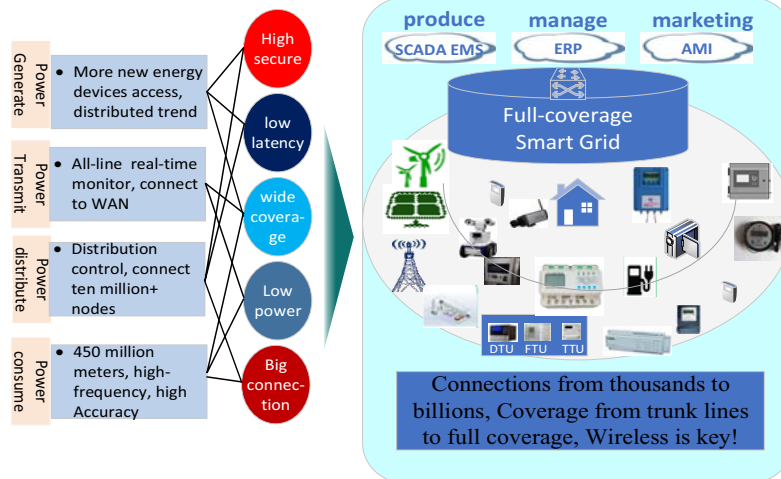 Power
Generate
• More new energy
devices access,
distributed trend
Power
Transmit
• All-line real-time
monitor, connect
to WAN
Power
distribute
• Distribution
control, connect
ten million+
nodes
Power
consume
• 450 million
meters, high-
frequency, high
Accuracy
High
secure
low
latency
wide
covera-
ge
Low
power
Big
connec-
tion
produce
manage
marketing
SCADA EMS
ERP
AMI
Full-coverage
Smart Grid
DTU
FTU
TTU
Connections from thousands to
billions, Coverage from trunk lines
to full coverage, Wireless is key!